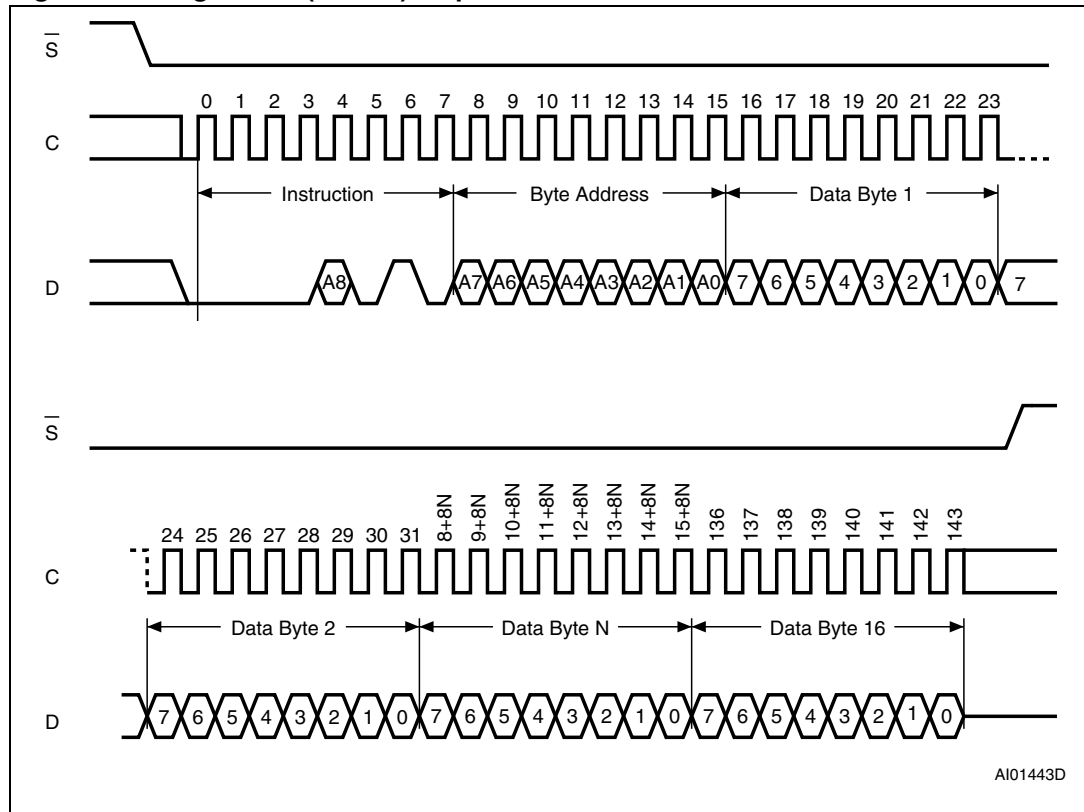 S
0 1 2 3 4 5 6 7 8 9 10 11 12 13 14 15 16 17 18 19 20 21 22 23
C
Instruction Byte Address Data Byte 1
D A8 A7 A6 A5 A4 A3 A2 A1 A0 7 6 5 4 3 2 1 0 7
S
24 25 26 27 28 29 30 31 8+8N 9+8N 10+8N 11+8N 12+8N 13+8N 14+8N 15+8N 136 137 138 139 140 141 142 143
C
Data Byte 2 Data Byte N Data Byte 16
D 7 6 5 4 3 2 1 0 7 6 5 4 3 2 1 0 7 6 5 4 3 2 1 0
AI01443D